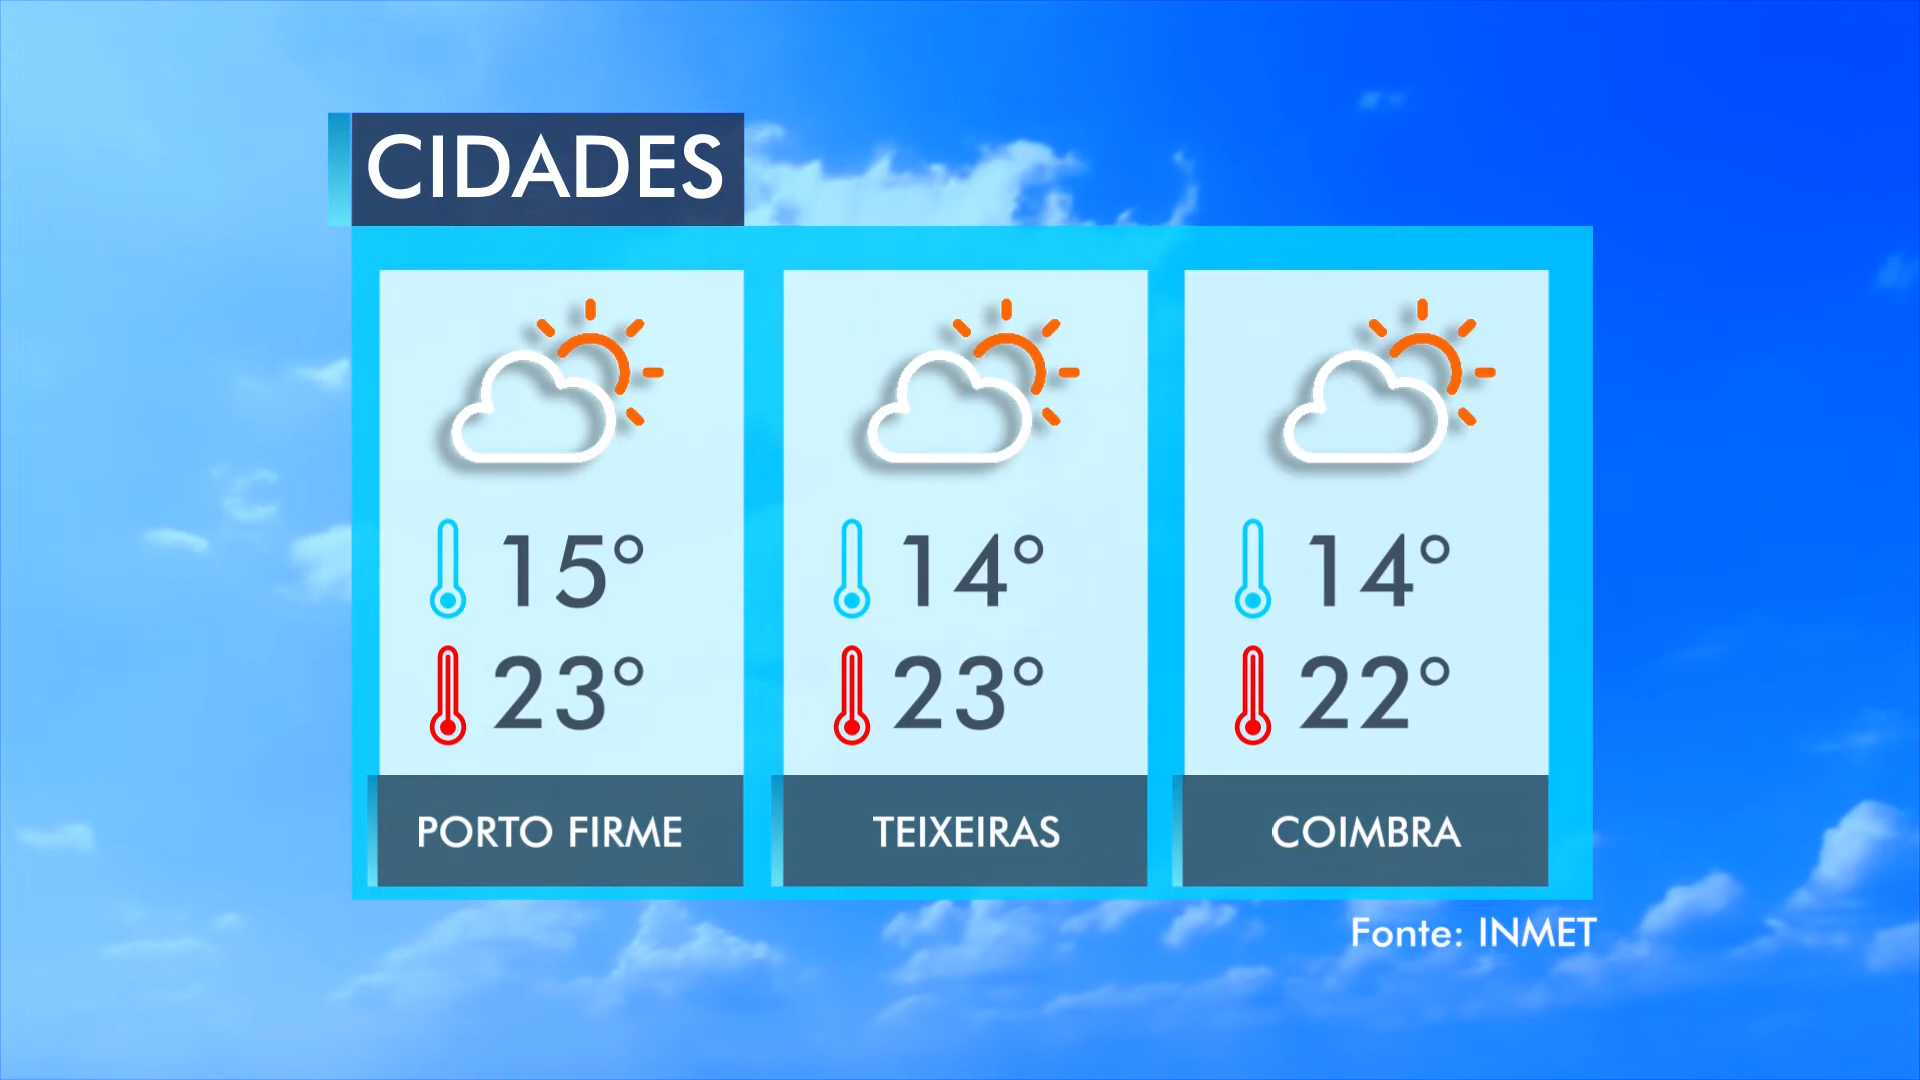 CIDADES
15° 14° 14°
23° 23° 22°
PORTO FIRME TEIXEIRAS COIMBRA
Fonte: INMET